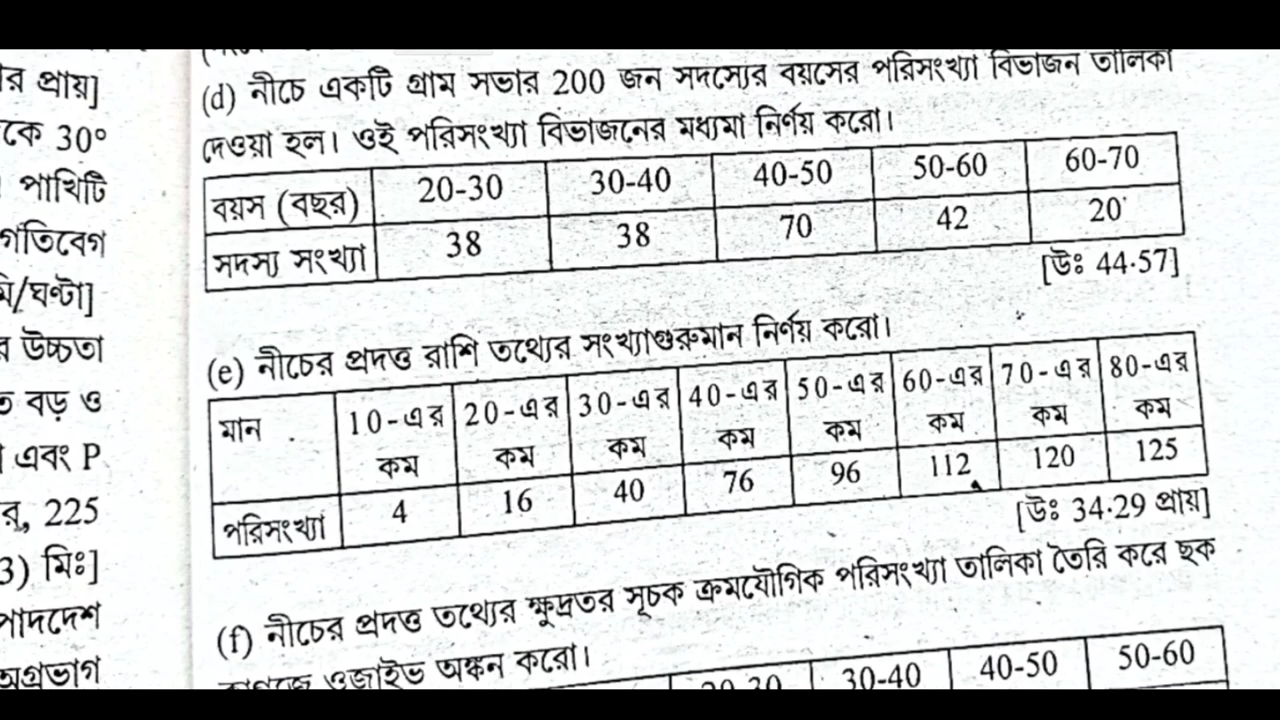 র প্রায়]
কে 30°
পাখিটি
গতিবেগ
মি/ঘণ্টা]
র উচ্চতা
বড় ও
এবং P
র, 225
3) মিঃ]
পাদদেশ
অগ্রভাগ
(d) নীচে একটি গ্রাম সভার 200 জন সদস্যের বয়সের পরিসংখ্যা বিভাজন তালিকা
দেওয়া হল। ওই পরিসংখ্যা বিভাজনের মধ্যমা নির্ণয় করো।
বয়স (বছর) 20-30 30-40 40-50 50-60 60-70
সদস্য সংখ্যা 38 38 70 42 20
[উঃ 44·57]
(e) নীচের প্রদত্ত রাশি তথ্যের সংখ্যাগুরুমান নির্ণয় করো।
মান 10-এর 20-এর 30-এর 40-এর 50-এর 60-এর 70-এর 80-এর
কম কম কম কম কম কম কম কম
পরিসংখ্যা 4 16 40 76 96 112 120 125
[উঃ 34·29 প্রায়]
(f) নীচের প্রদত্ত তথ্যের ক্ষুদ্রতর সূচক ক্রমযৌগিক পরিসংখ্যা তালিকা তৈরি করে ছক
কাগজে ওজাইভ অঙ্কন করো।
20-30 30-40 40-50 50-60